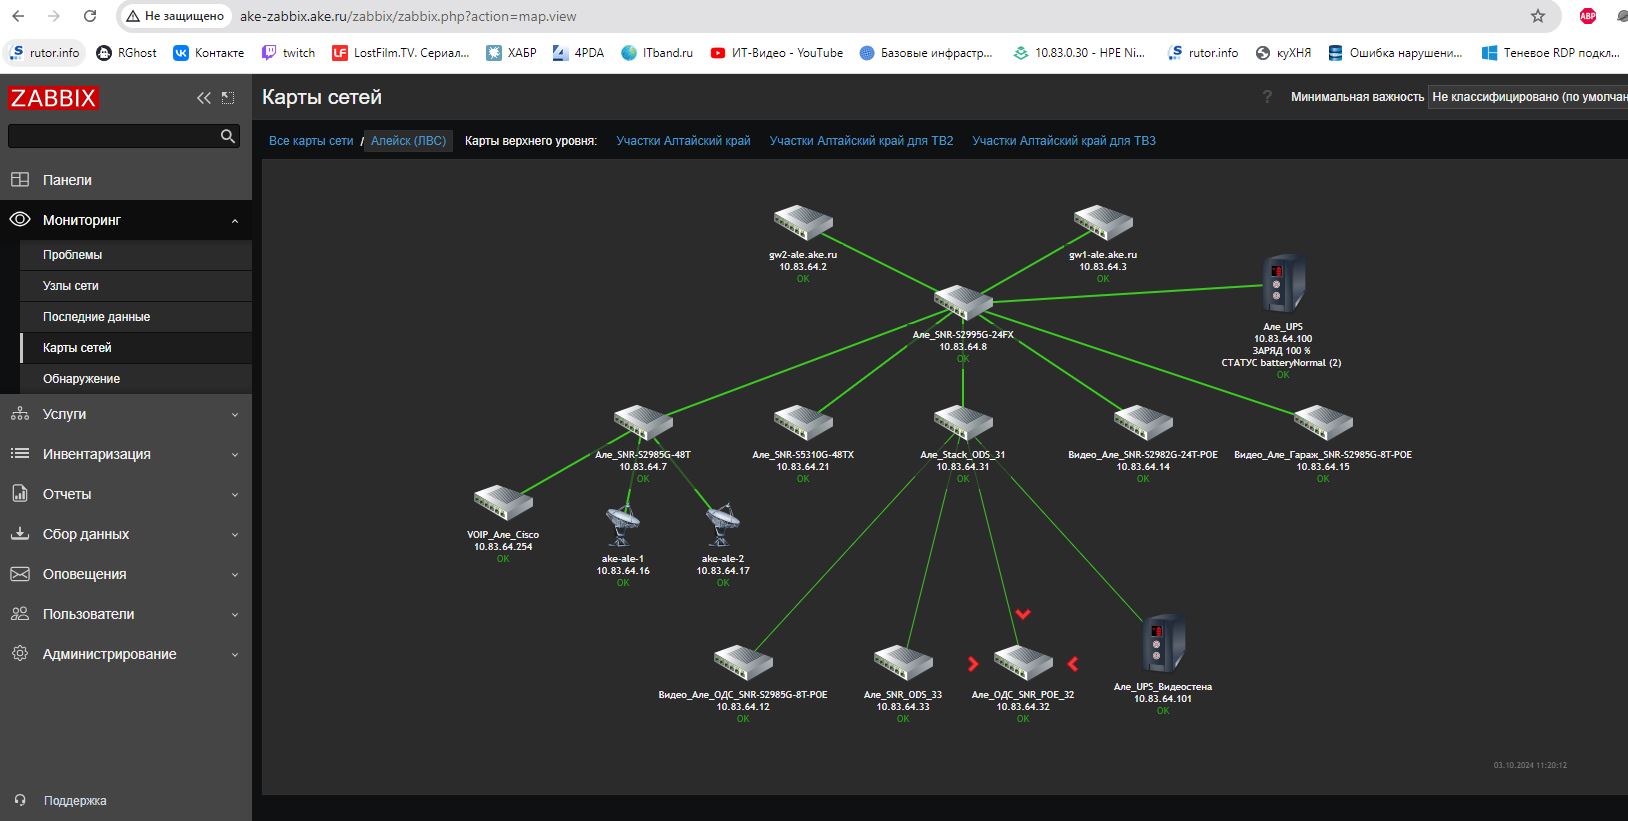 Не защищено
ake-zabbix.ake.ru/zabbix/zabbix.php?action=map.view
ABP
rutor.info
RGhost
Контакте
twitch
LostFilm.TV. Сериал...
ХАБР
4PDA
ITband.ru
ИТ-Видео - YouTube
Базовые инфрастр...
10.83.0.30 - HPE Ni...
rutor.info
куХНЯ
Ошибка нарушени...
Теневое RDP подкл...
ZABBIX
Карты сетей
?
Минимальная важность
Не классифицировано (по умолчан
Все карты сети / Алейск (ЛВС)
Карты верхнего уровня:
Участки Алтайский край
Участки Алтайский край для ТВ2
Участки Алтайский край для ТВ3
Панели
Мониторинг
Проблемы
Узлы сети
Последние данные
Карты сетей
Обнаружение
Услуги
Инвентаризация
Отчеты
Сбор данных
Оповещения
Пользователи
Администрирование
Поддержка
gw2-ale.ake.ru
10.83.64.2
OK
gw1-ale.ake.ru
10.83.64.3
OK
Але_SNR-S2995G-24FX
10.83.64.8
OK
Але_UPS
10.83.64.100
ЗАРЯД 100 %
СТАТУС batteryNormal (2)
OK
Але_SNR-S2985G-48T
10.83.64.7
OK
Але_SNR-S5310G-48TX
10.83.64.21
OK
Але_Stack_ODS_31
10.83.64.31
OK
Видео_Але_SNR-S2982G-24T-POE
10.83.64.14
OK
Видео_Але_Гараж_SNR-S2985G-8T-POE
10.83.64.15
OK
VOIP_Але_Cisco
10.83.64.254
OK
ake-ale-1
10.83.64.16
OK
ake-ale-2
10.83.64.17
OK
Видео_Але_ОДС_SNR-S2985G-8T-POE
10.83.64.12
OK
Але_SNR_ODS_33
10.83.64.33
OK
Але_ОДС_SNR_POE_32
10.83.64.32
OK
Але_UPS_Видеостена
10.83.64.101
OK
03.10.2024 11:20:12